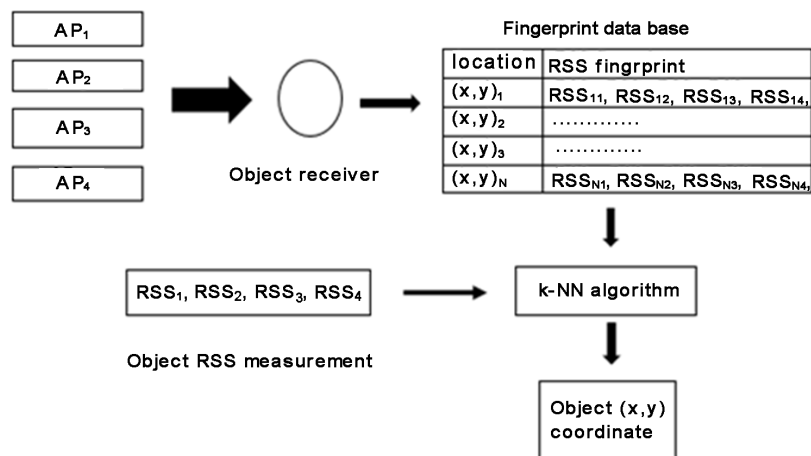 AP₁
AP₂
AP₃
AP₄
Object receiver
Fingerprint data base
location RSS fingrprint
(x,y)₁ RSS₁₁, RSS₁₂, RSS₁₃, RSS₁₄,
(x,y)₂ .............
(x,y)₃ .............
(x,y)N RSSN1, RSSN2, RSSN3, RSSN4,
RSS₁, RSS₂, RSS₃, RSS₄
Object RSS measurement
k-NN algorithm
Object (x,y)
coordinate